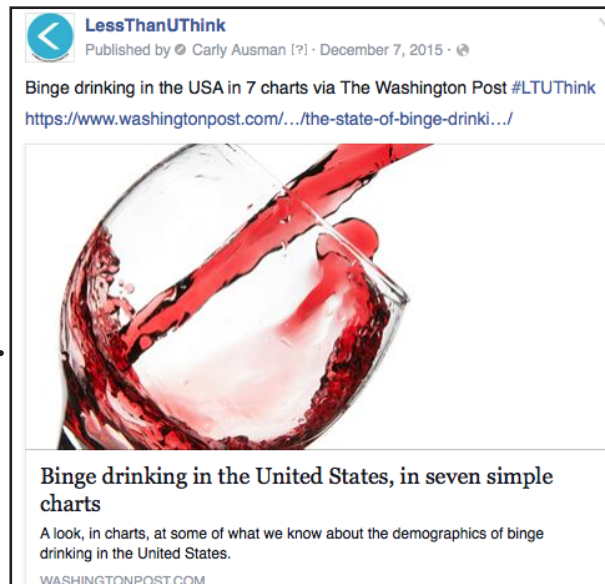 LessThanUThink
Published by Carly Ausman [?] · December 7, 2015 ·
Binge drinking in the USA in 7 charts via The Washington Post #LTUThink
https://www.washingtonpost.com/.../the-state-of-binge-drinki.../
Binge drinking in the United States, in seven simple
charts
A look, in charts, at some of what we know about the demographics of binge
drinking in the United States.
WASHINGTONPOST.COM